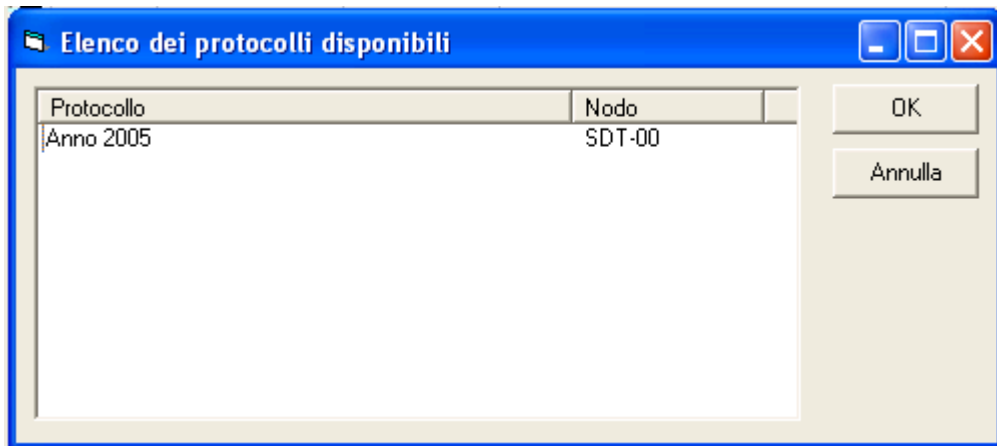 Elenco dei protocolli disponibili
Protocollo Nodo OK
Anno 2005 SDT-00
Annulla